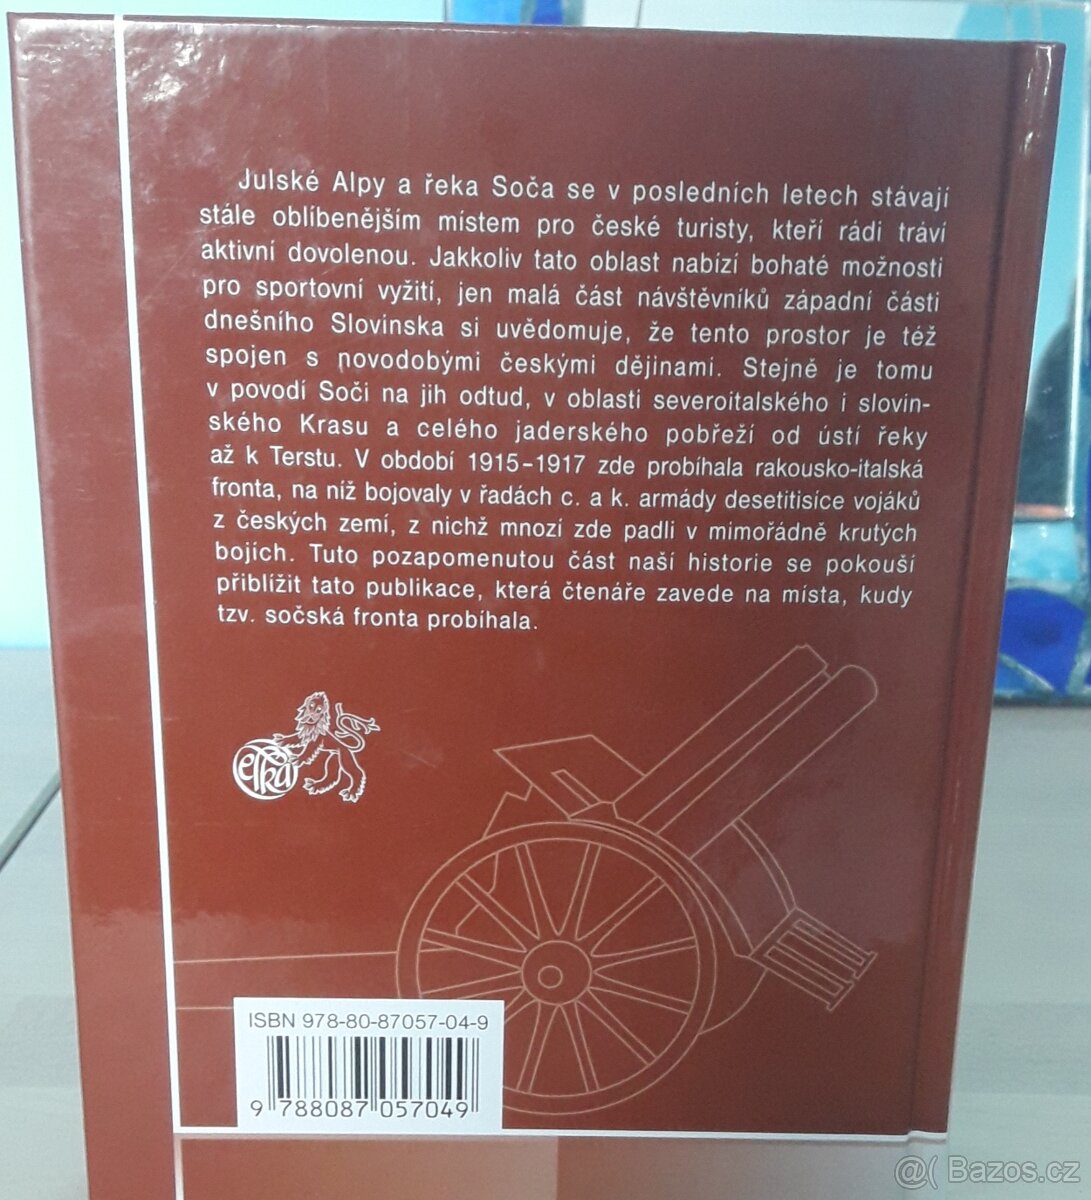 Julské Alpy a řeka Soča se v posledních letech stávají
stále oblíbenějším místem pro české turisty, kteří rádi tráví
aktivní dovolenou. Jakkoliv tato oblast nabízí bohaté možnosti
pro sportovní vyžití, jen malá část návštěvníků západní části
dnešního Slovinska si uvědomuje, že tento prostor je též
spojen s novodobými českými dějinami. Stejně je tomu
v povodí Soči na jih odtud, v oblasti severoitalského i slovin-
ského Krasu a celého jaderského pobřeží od ústí řeky
až k Terstu. V období 1915-1917 zde probíhala rakousko-italská
fronta, na níž bojovaly v řadách c. a k. armády desetitisíce vojáků
z českých zemí, z nichž mnozí zde padli v mimořádně krutých
bojích. Tuto pozapomenutou část naší historie se pokouší
přiblížit tato publikace, která čtenáře zavede na místa, kudy
tzv. sočská fronta probíhala.
elka
ISBN 978-80-87057-04-9
9 788087 057049
@( Bazos.cz